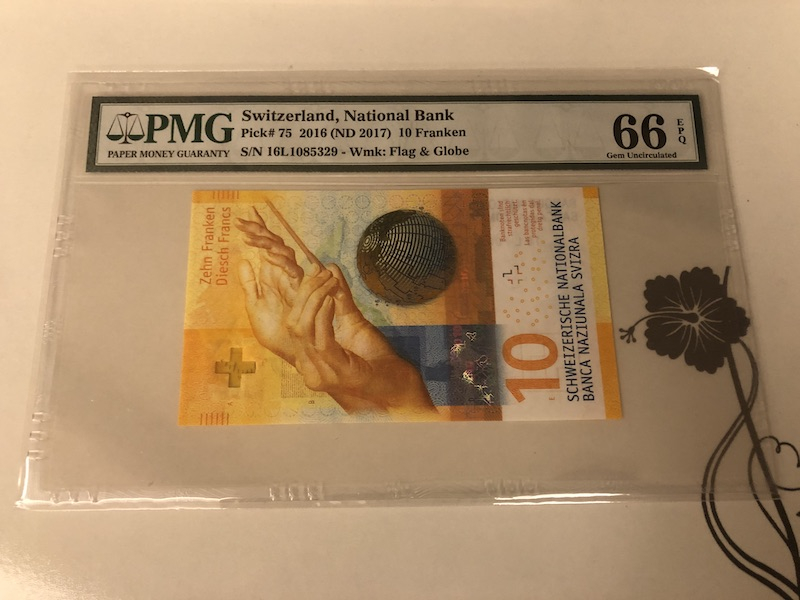 PMG
PAPER MONEY GUARANTY
Switzerland, National Bank
Pick# 75 2016 (ND 2017) 10 Franken
S/N 16L1085329 - Wmk: Flag & Globe
66
EPQ
Gem Uncirculated
Zehn Franken
Diesch Francs
10
SCHWEIZERISCHE NATIONALBANK
BANCA NAZIUNALA SVIZRA